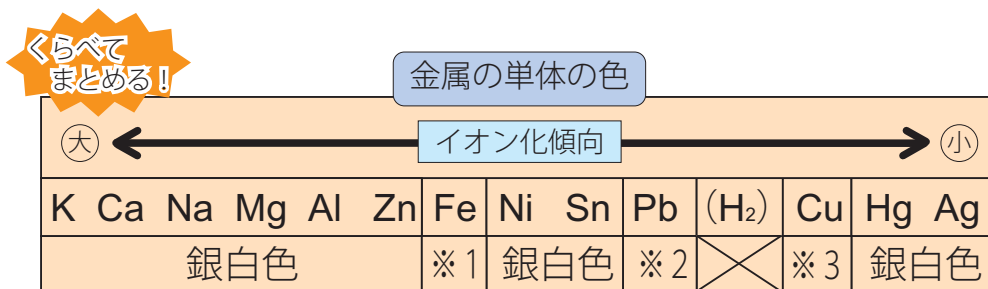 くらべて
まとめる!
金属の単体の色
大 イオン化傾向 小
K Ca Na Mg Al Zn Fe Ni Sn Pb (H₂) Cu Hg Ag
銀白色 ※1 銀白色 ※2 ※3 銀白色